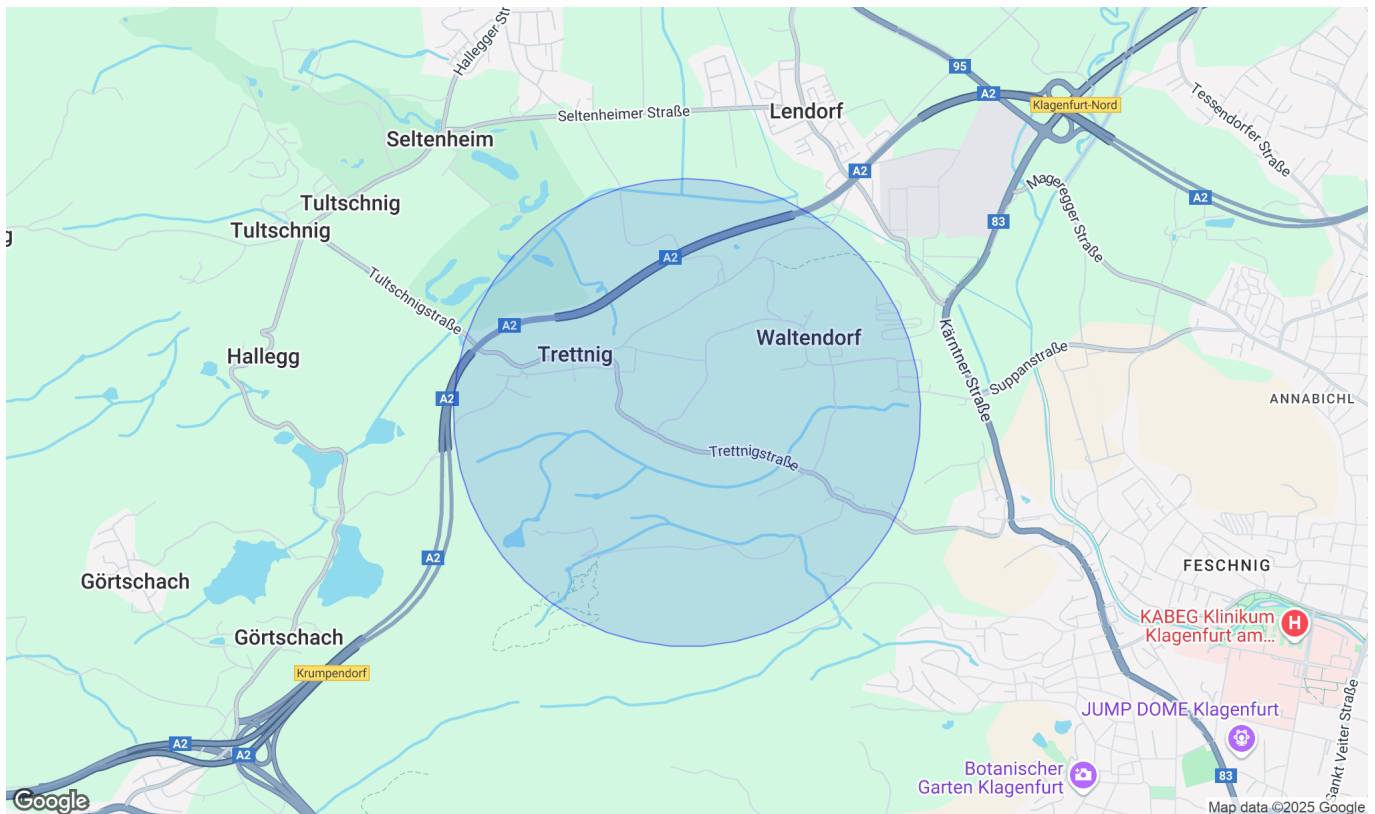 Hallegger Str
95
A2
Klagenfurt-Nord
Tessendorfer Straße
Seltenheimer Straße
Lendorf
Seltenheim
A2
A2
Tultschnig
Mageregger Straße
83
Tultschnig
A2
Tultschnigstraße
A2
Kärntner Straße
Trettnig
Waltendorf
Hallegg
Suppanstraße
A2
ANNABICHL
Trettnigstraße
A2
FESCHNIG
Görtschach
KABEG Klinikum
Klagenfurt am...
H
Görtschach
Krumpendorf
JUMP DOME Klagenfurt
Sankt Veiter Straße
A2
A2
Botanischer
Garten Klagenfurt
83
Google
Map data ©2025 Google